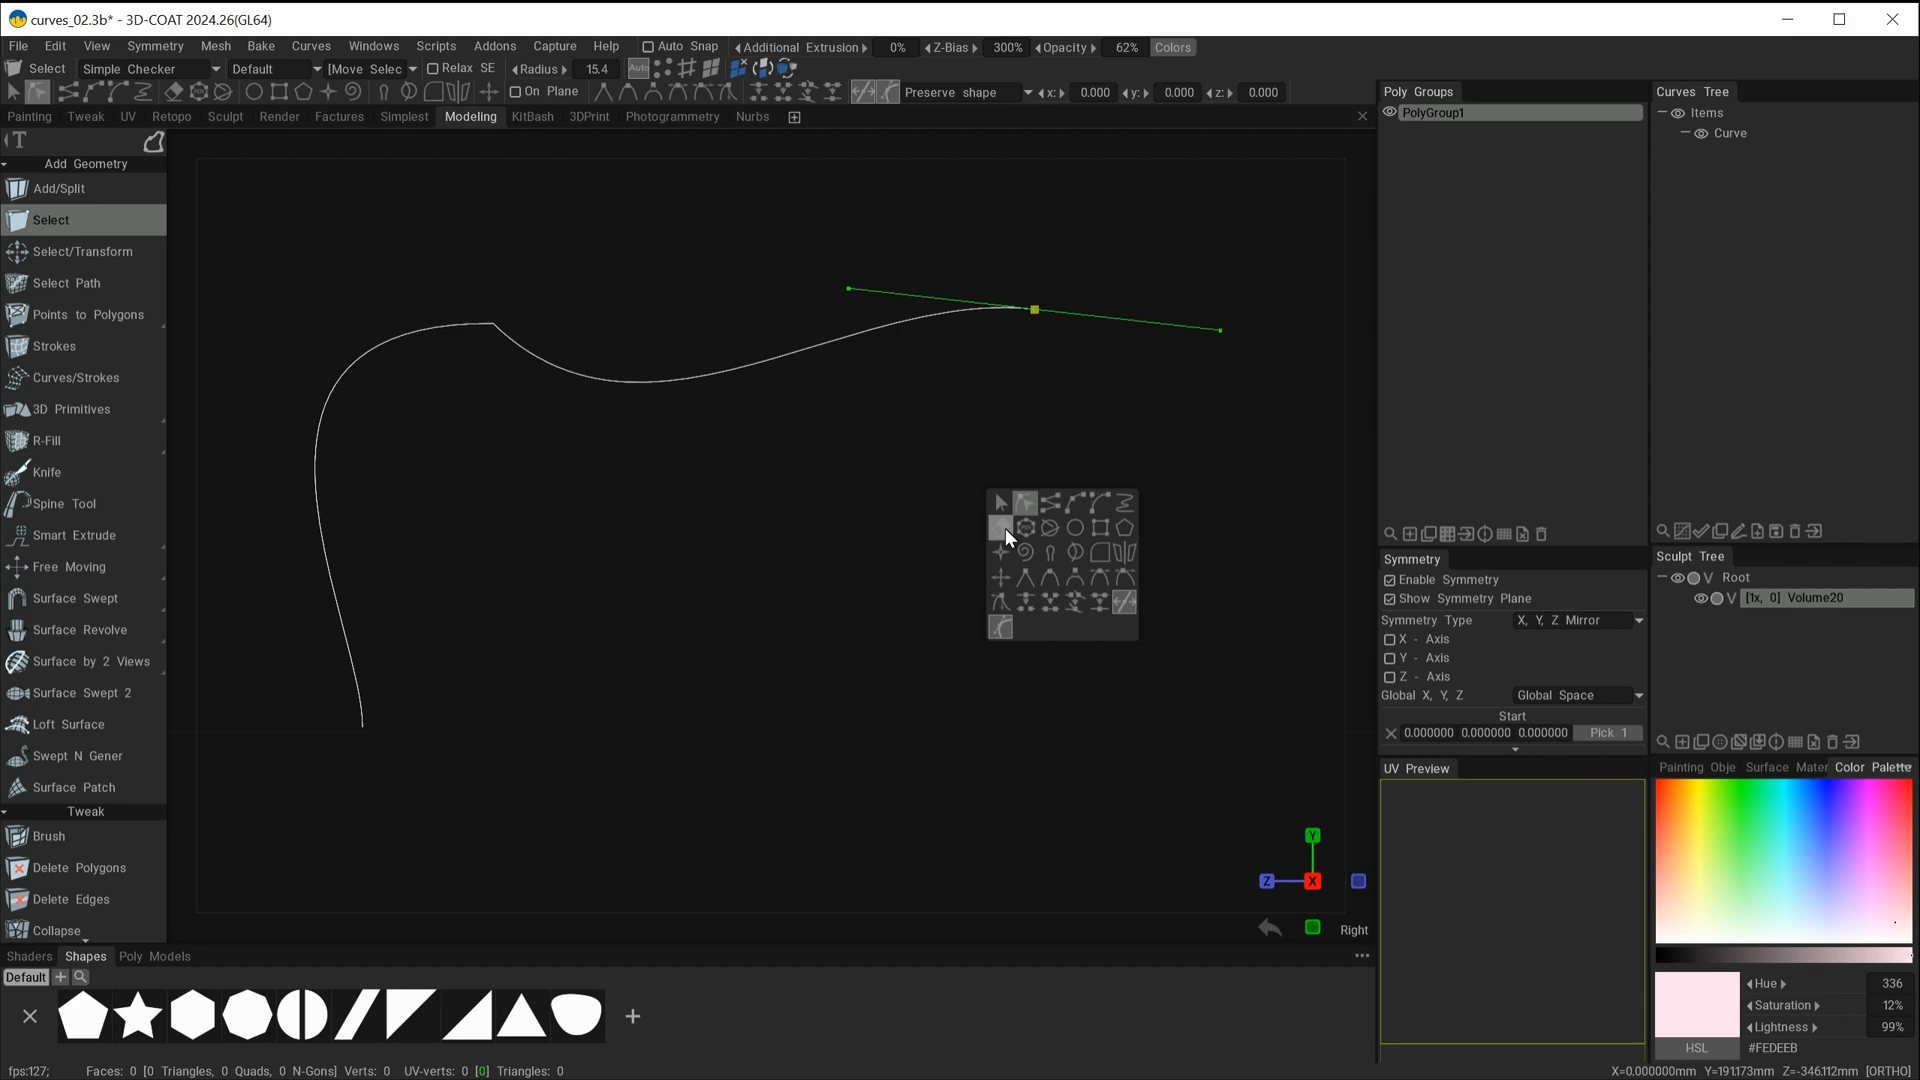 curves_02.3b* - 3D-COAT 2024.26(GL64)
File Edit View Symmetry Mesh Bake Curves Windows Scripts Addons Capture Help Auto Snap Additional Extrusion 0% Z-Bias 300% Opacity 62% Colors
Select Simple Checker Default [Move Selec Relax SE Radius 15.4 Auto
On Plane Preserve shape x: 0.000 y: 0.000 z: 0.000
Painting Tweak UV Retopo Sculpt Render Factures Simplest Modeling KitBash 3DPrint Photogrammetry Nurbs
T
Add Geometry
Add/Split
Select
Select/Transform
Select Path
Points to Polygons
Strokes
Curves/Strokes
3D Primitives
R-Fill
Knife
Spine Tool
Smart Extrude
Free Moving
Surface Swept
Surface Revolve
Surface by 2 Views
Surface Swept 2
Loft Surface
Swept N Gener
Surface Patch
Tweak
Brush
Delete Polygons
Delete Edges
Collapse
Y
Z
X
Right
Poly Groups
PolyGroup1
Symmetry
Enable Symmetry
Show Symmetry Plane
Symmetry Type X, Y, Z Mirror
X - Axis
Y - Axis
Z - Axis
Global X, Y, Z Global Space
Start
0.000000 0.000000 0.000000 Pick 1
UV Preview
Curves Tree
Items
Curve
Sculpt Tree
V Root
V [1x, 0] Volume20
Painting Obje Surface Mater Color Palette
Hue 336
Saturation 12%
Lightness 99%
HSL #FEDEEB
Shaders Shapes Poly Models
Default
fps:127; Faces: 0 [0 Triangles, 0 Quads, 0 N-Gons] Verts: 0 UV-verts: 0 [0] Triangles: 0
X=0.000000mm Y=191.173mm Z=-346.112mm [ORTHO]